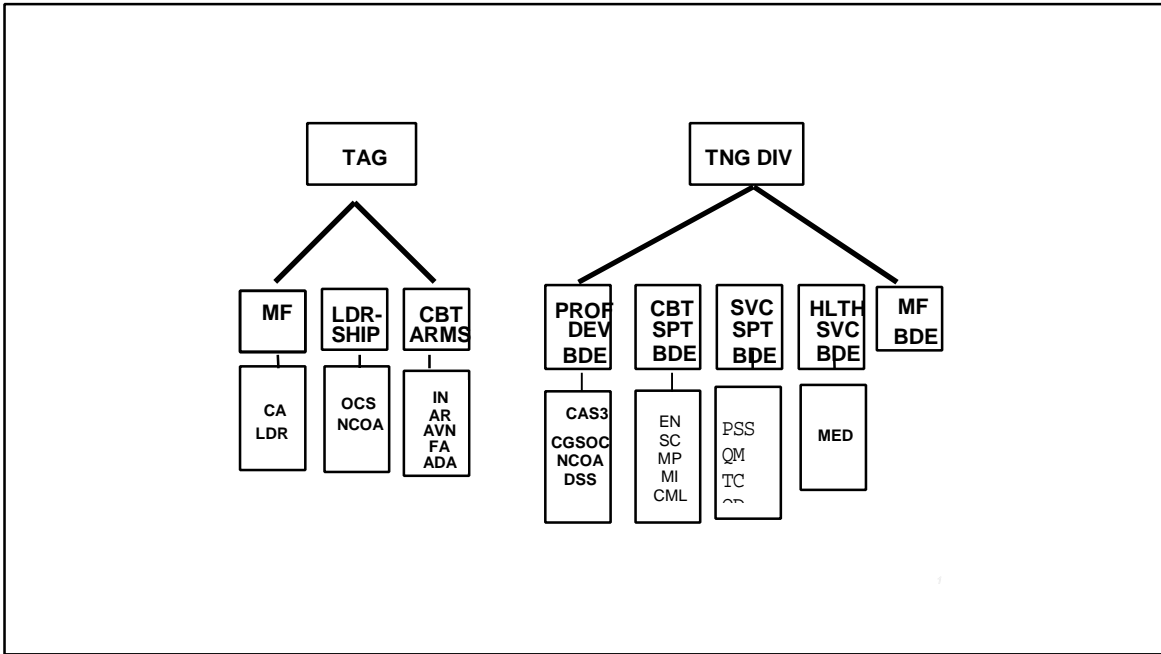 TAG
TNG DIV
MF
LDR-
SHIP
CBT
ARMS
PROF
DEV
BDE
CBT
SPT
BDE
SVC
SPT
BDE
HLTH
SVC
BDE
MF
BDE
CA
LDR
OCS
NCOA
IN
AR
AVN
FA
ADA
CAS3
CGSOC
NCOA
DSS
EN
SC
MP
MI
CML
PSS
QM
TC
MED